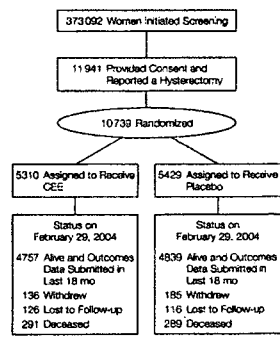 373092 Women Initiated Screening
11941 Provided Consent and
Reported a Hysterectomy
10739 Randomized
5310 Assigned to Receive
CEE
5429 Assigned to Receive
Placebo
Status on
February 29, 2004
4757 Alive and Outcomes
Data Submitted in
Last 18 mo
136 Withdrew
126 Lost to Follow-up
291 Deceased
Status on
February 29, 2004
4839 Alive and Outcomes
Data Submitted in
Last 18 mo
185 Withdrew
116 Lost to Follow-up
289 Deceased